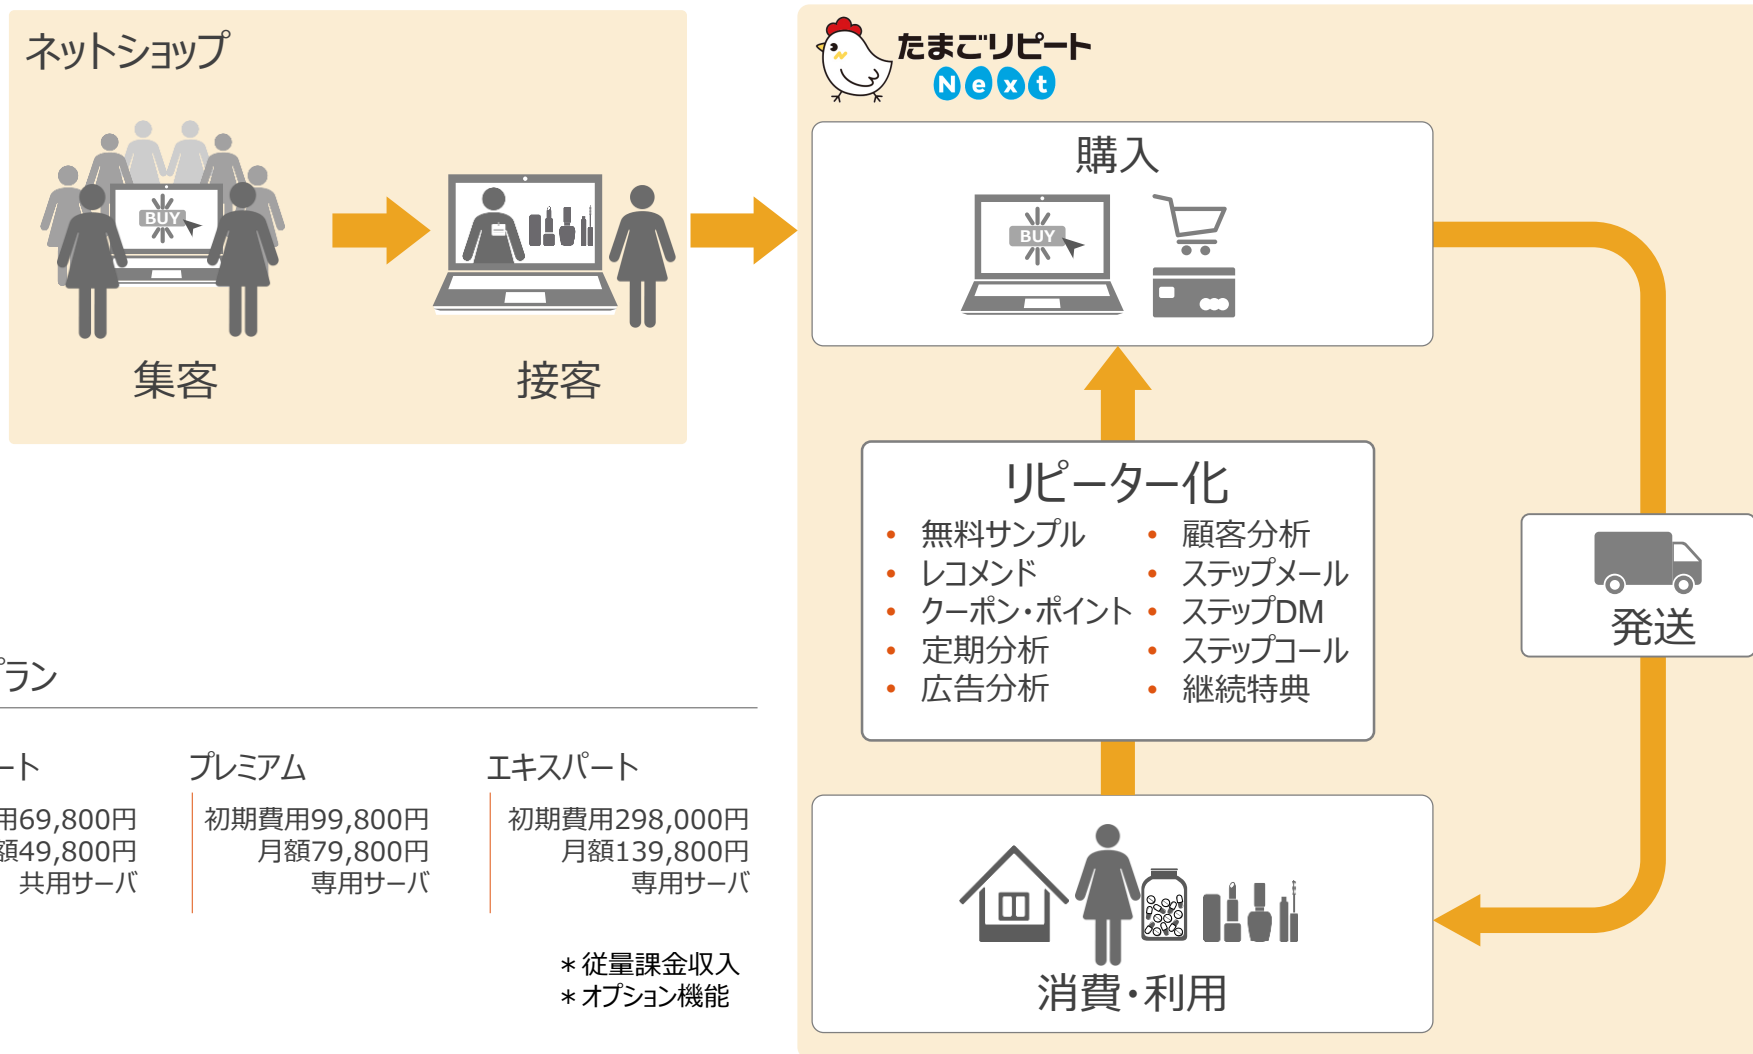 ネットショップ
BUY
集客
接客
たまごリピート
Next
購入
BUY
リピーター化
• 無料サンプル
• レコメンド
• クーポン・ポイント
• 定期分析
• 広告分析
• 顧客分析
• ステップメール
• ステップDM
• ステップコール
• 継続特典
発送
消費・利用
プラン
ート
用69,800円
額49,800円
共用サーバ
プレミアム
初期費用99,800円
月額79,800円
専用サーバ
エキスパート
初期費用298,000円
月額139,800円
専用サーバ
＊従量課金収入
＊オプション機能